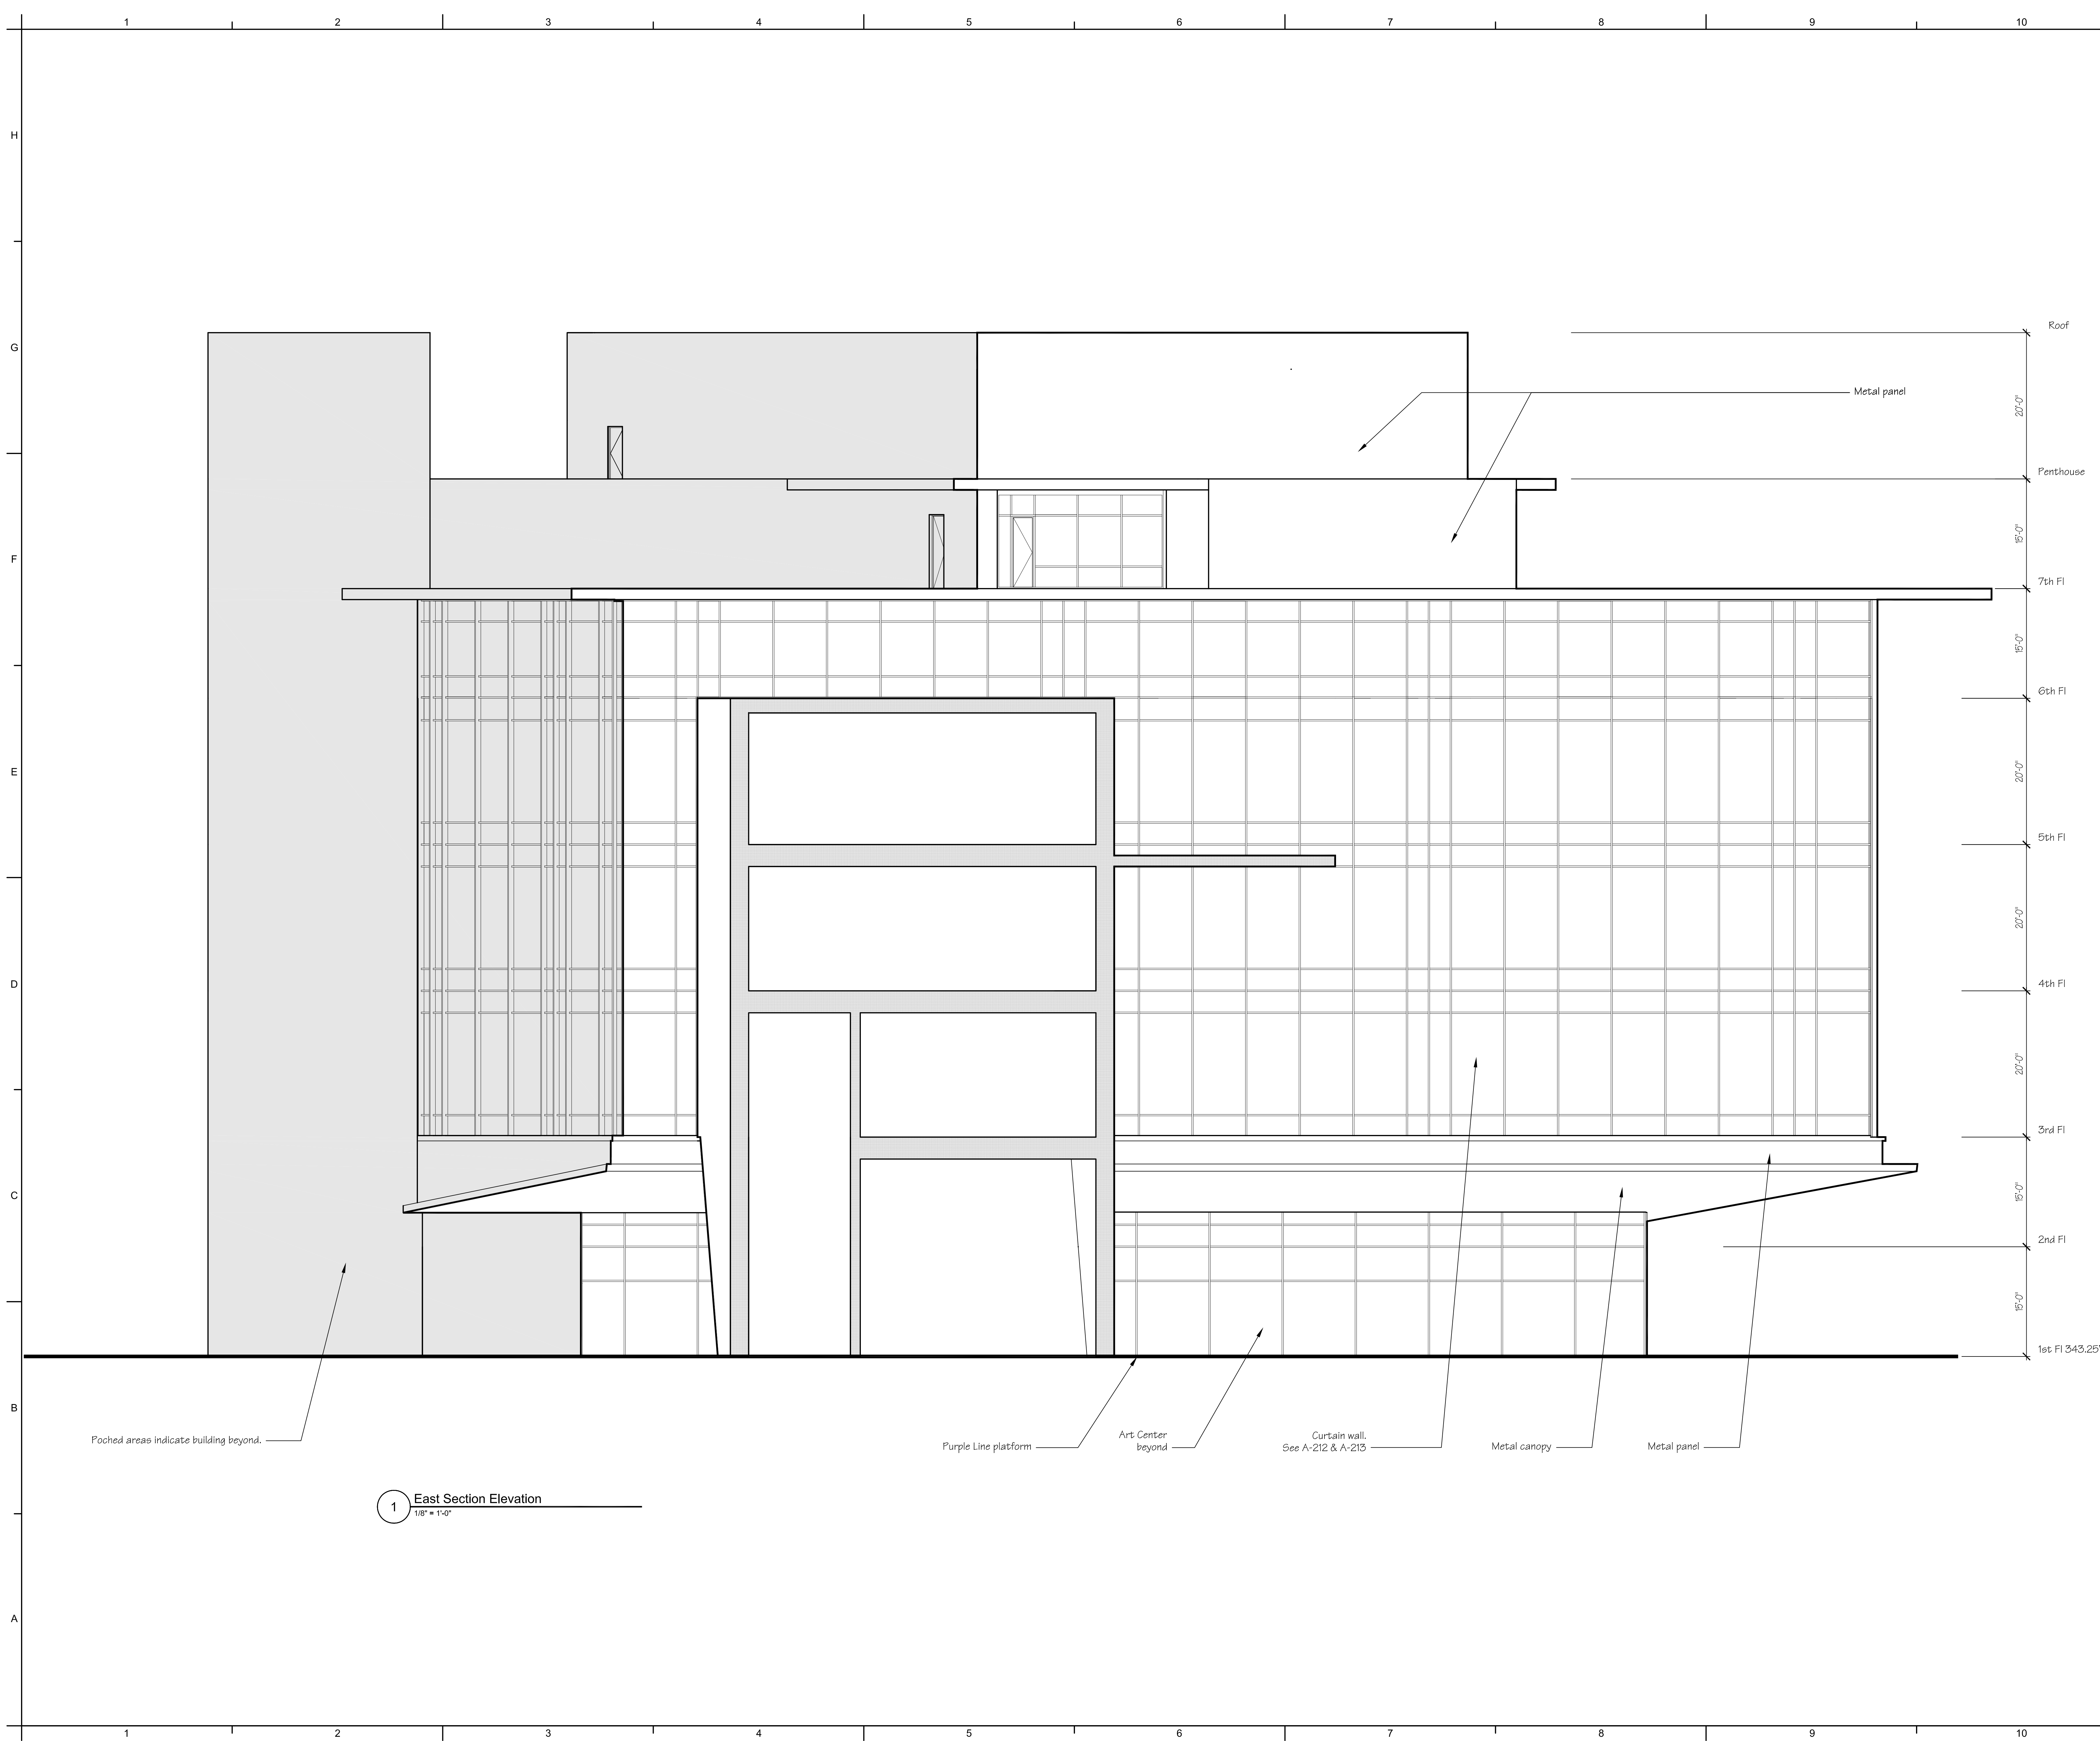 1 2 3 4 5 6 7 8 9 10
H
G
F
E
D
C
B
A
Roof
20'-0"
Metal panel
Penthouse
15'-0"
7th Fl
15'-0"
6th Fl
20'-0"
5th Fl
20'-0"
4th Fl
20'-0"
3rd Fl
15'-0"
2nd Fl
15'-0"
1st Fl 343.25'
Poched areas indicate building beyond.
Purple Line platform
Art Center
beyond
Curtain wall.
See A-212 & A-213
Metal canopy
Metal panel
1
East Section Elevation
1/8" = 1'-0"
1 2 3 4 5 6 7 8 9 10